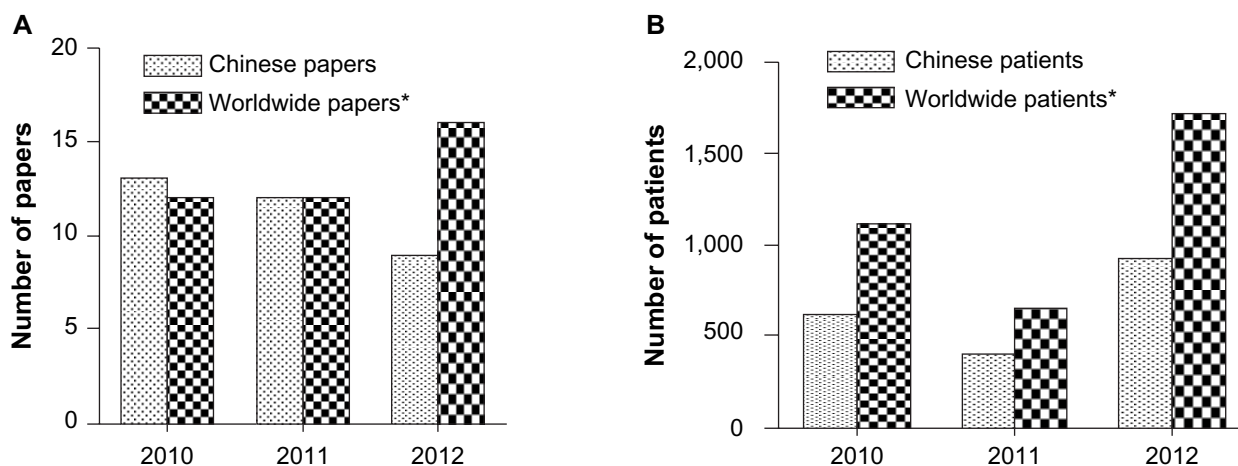 A
Number of papers
20
15
10
5
0
Chinese papers
Worldwide papers*
2010
2011
2012
B
Number of patients
2,000
1,500
1,000
500
0
Chinese patients
Worldwide patients*
2010
2011
2012